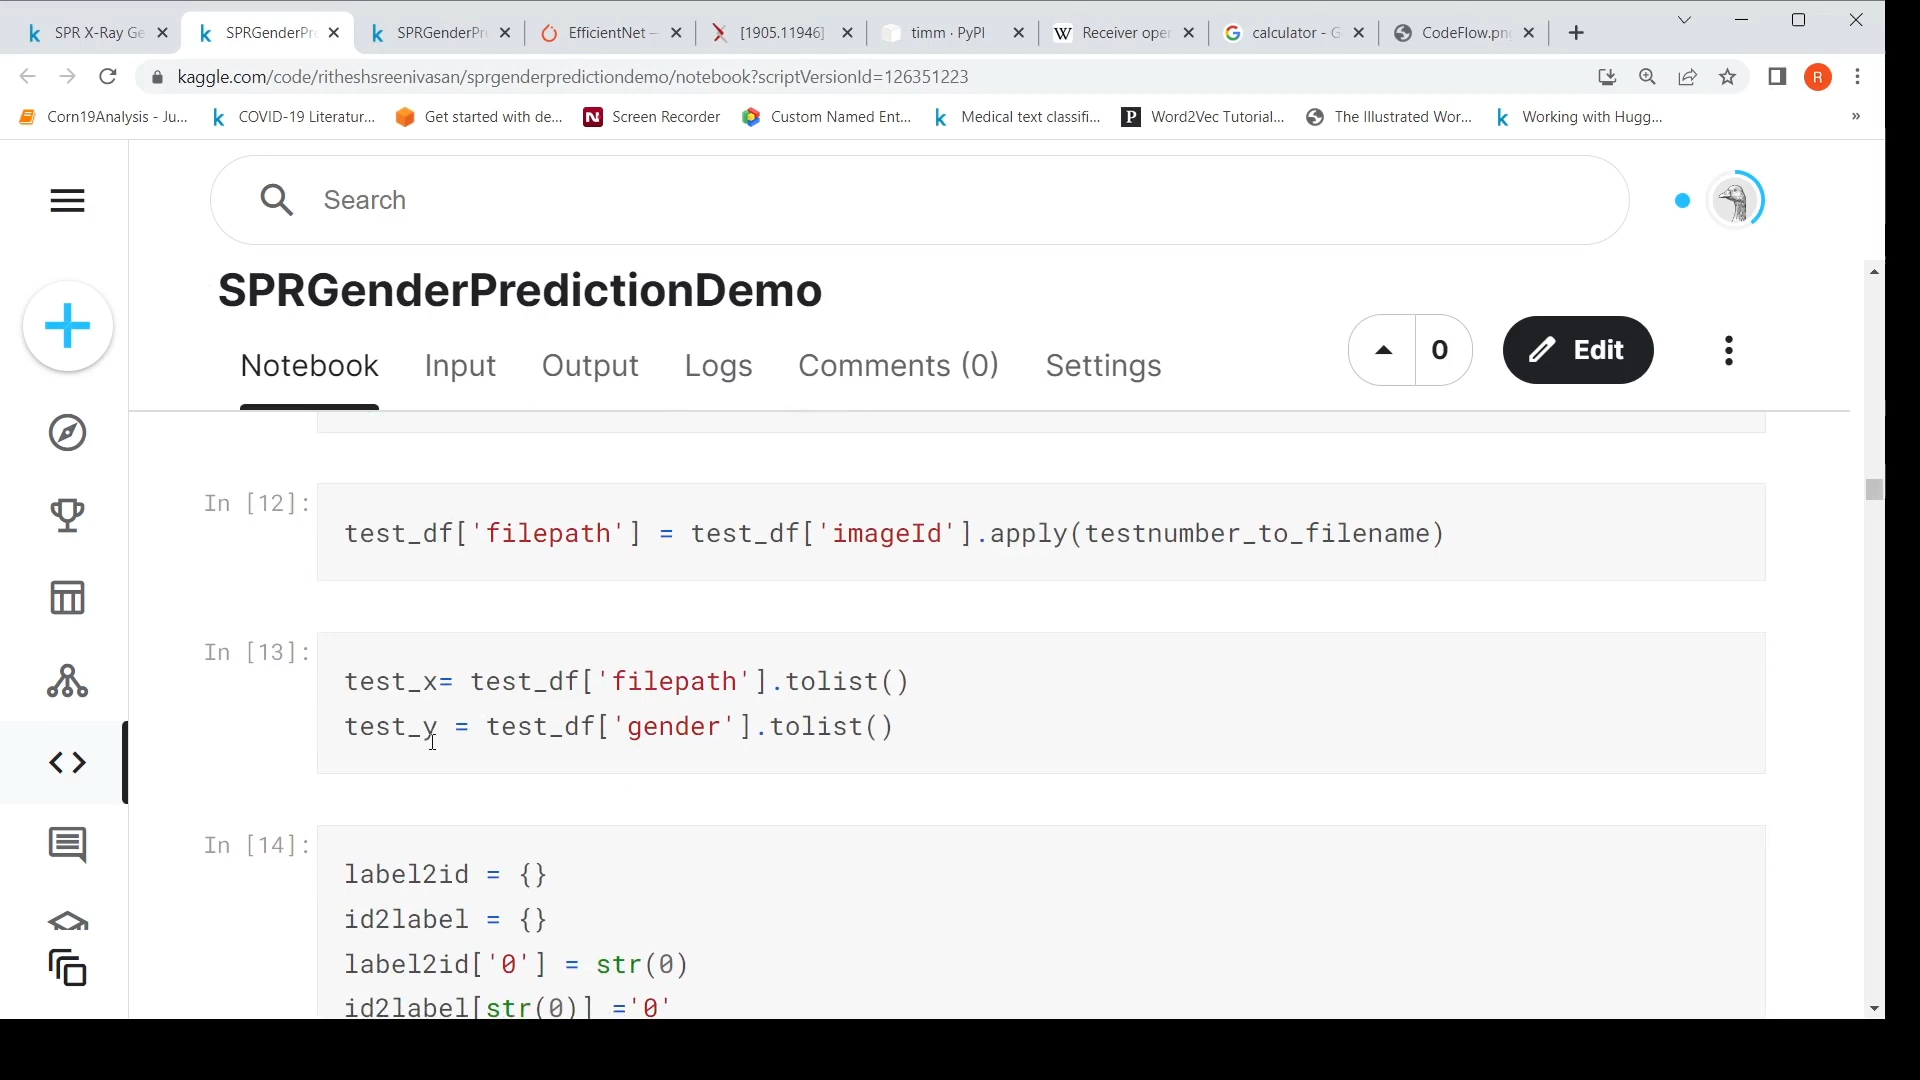 SPR X-Ray Ge
SPRGenderPr
SPRGenderPr
EfficientNet –
[1905.11946]
timm · PyPI
Receiver oper
calculator - G
CodeFlow.pn
kaggle.com/code/ritheshsreenivasan/sprgenderpredictiondemo/notebook?scriptVersionId=126351223
R
Corn19Analysis - Ju...
COVID-19 Literatur...
Get started with de...
Screen Recorder
Custom Named Ent...
Medical text classifi...
Word2Vec Tutorial...
The Illustrated Wor...
Working with Hugg...
»
Search
SPRGenderPredictionDemo
Notebook
Input
Output
Logs
Comments (0)
Settings
0
Edit
In [12]:
test_df['filepath'] = test_df['imageId'].apply(testnumber_to_filename)
In [13]:
test_x= test_df['filepath'].tolist()
test_y = test_df['gender'].tolist()
In [14]:
label2id = {}
id2label = {}
label2id['0'] = str(0)
id2label[str(0)] ='0'